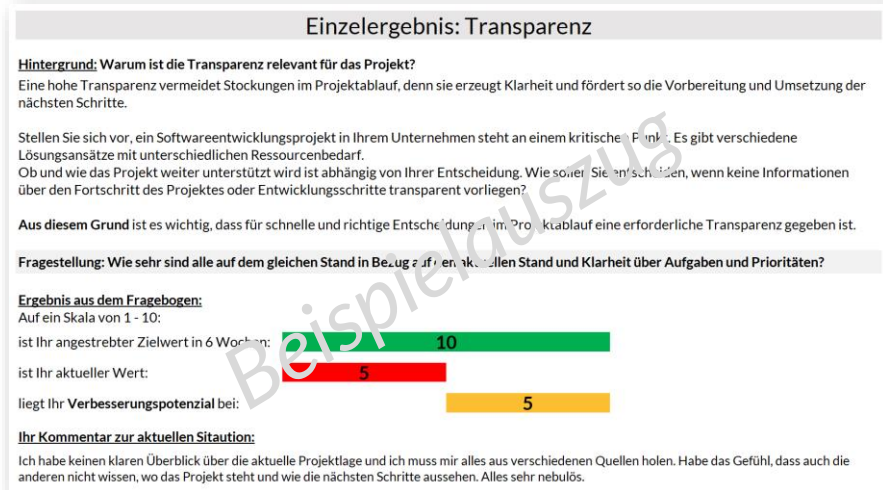 Einzelergebnis: Transparenz
Hintergrund: Warum ist die Transparenz relevant für das Projekt?
Eine hohe Transparenz vermeidet Stockungen im Projektablauf, denn sie erzeugt Klarheit und fördert so die Vorbereitung und Umsetzung der
nächsten Schritte.
Stellen Sie sich vor, ein Softwareentwicklungsprojekt in Ihrem Unternehmen steht an einem kritischen Punkt. Es gibt verschiedene
Lösungsansätze mit unterschiedlichen Ressourcenbedarf.
Ob und wie das Projekt weiter unterstützt wird ist abhängig von Ihrer Entscheidung. Wie sollen Sie entscheiden, wenn keine Informationen
über den Fortschritt des Projektes oder Entwicklungsschritte transparent vorliegen?
Aus diesem Grund ist es wichtig, dass für schnelle und richtige Entscheidungen im Projektablauf eine erforderliche Transparenz gegeben ist.
Fragestellung: Wie sehr sind alle auf dem gleichen Stand in Bezug auf den aktuellen Stand und Klarheit über Aufgaben und Prioritäten?
Ergebnis aus dem Fragebogen:
Auf ein Skala von 1 - 10:
ist Ihr angestrebter Zielwert in 6 Wochen: 10
ist Ihr aktueller Wert: 5
liegt Ihr Verbesserungspotenzial bei: 5
Ihr Kommentar zur aktuellen Sitaution:
Ich habe keinen klaren Überblick über die aktuelle Projektlage und ich muss mir alles aus verschiedenen Quellen holen. Habe das Gefühl, dass auch die
anderen nicht wissen, wo das Projekt steht und wie die nächsten Schritte aussehen. Alles sehr nebulös.
Beispielauszug